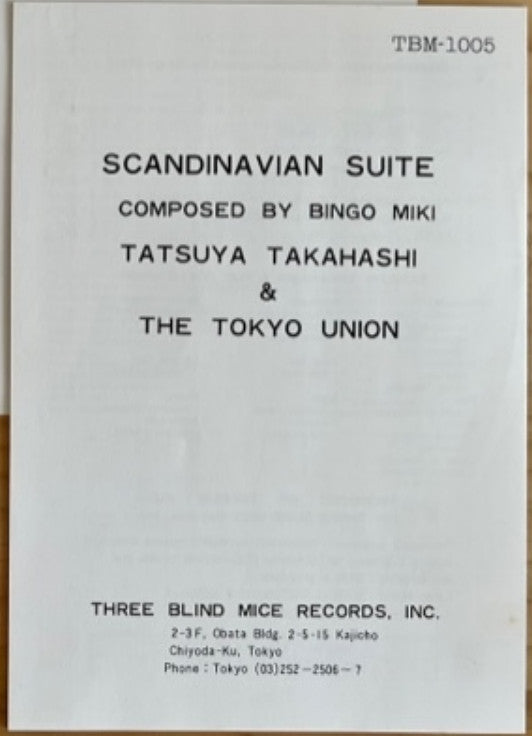 TBM-1005
SCANDINAVIAN SUITE
COMPOSED BY BINGO MIKI
TATSUYA TAKAHASHI
&
THE TOKYO UNION
THREE BLIND MICE RECORDS, INC.
2-3F, Obata Bldg. 2-5-15 Kajicho
Chiyoda-Ku, Tokyo
Phone : Tokyo (03)252-2506-7